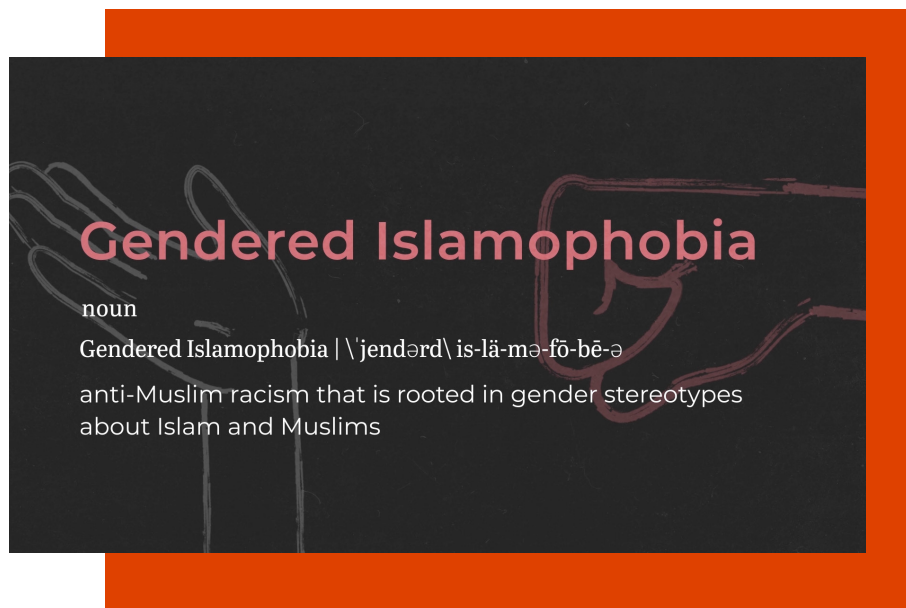 Gendered Islamophobia
noun
Gendered Islamophobia | \ˈjendərd\ is-lä-mə-fō-bē-ə
anti-Muslim racism that is rooted in gender stereotypes
about Islam and Muslims